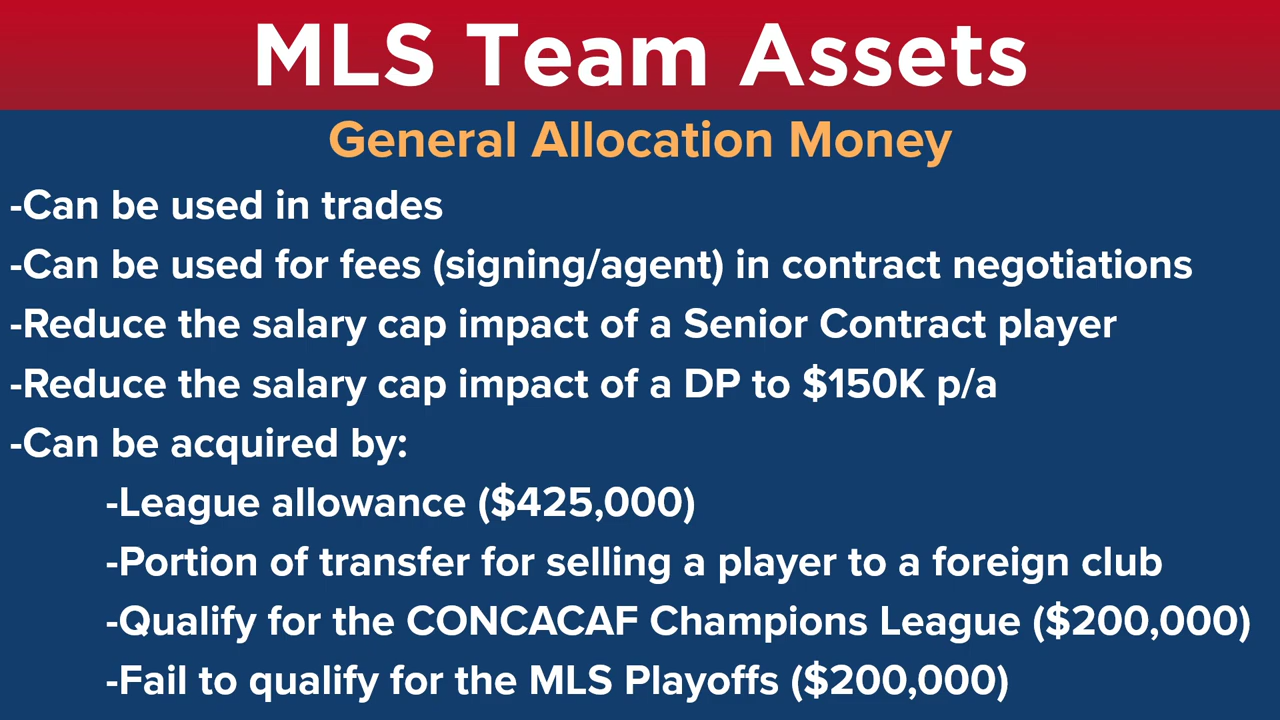 MLS Team Assets
General Allocation Money
-Can be used in trades
-Can be used for fees (signing/agent) in contract negotiations
-Reduce the salary cap impact of a Senior Contract player
-Reduce the salary cap impact of a DP to $150K p/a
-Can be acquired by:
-League allowance ($425,000)
-Portion of transfer for selling a player to a foreign club
-Qualify for the CONCACAF Champions League ($200,000)
-Fail to qualify for the MLS Playoffs ($200,000)